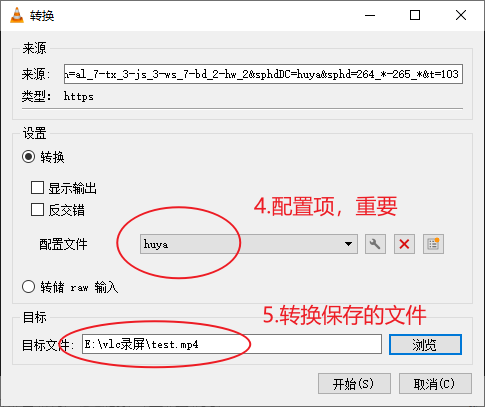 转换
来源
来源: n=al_7-tx_3-js_3-ws_7-bd_2-hw_2&sphdDC=huya&sphd=264_*-265_*&t=103
类型: https
设置
转换
显示输出
反交错
4.配置项，重要
配置文件 huya
转储 raw 输入
目标
5.转换保存的文件
目标文件: E:\vlc录屏\test.mp4 浏览
开始(S) 取消(C)